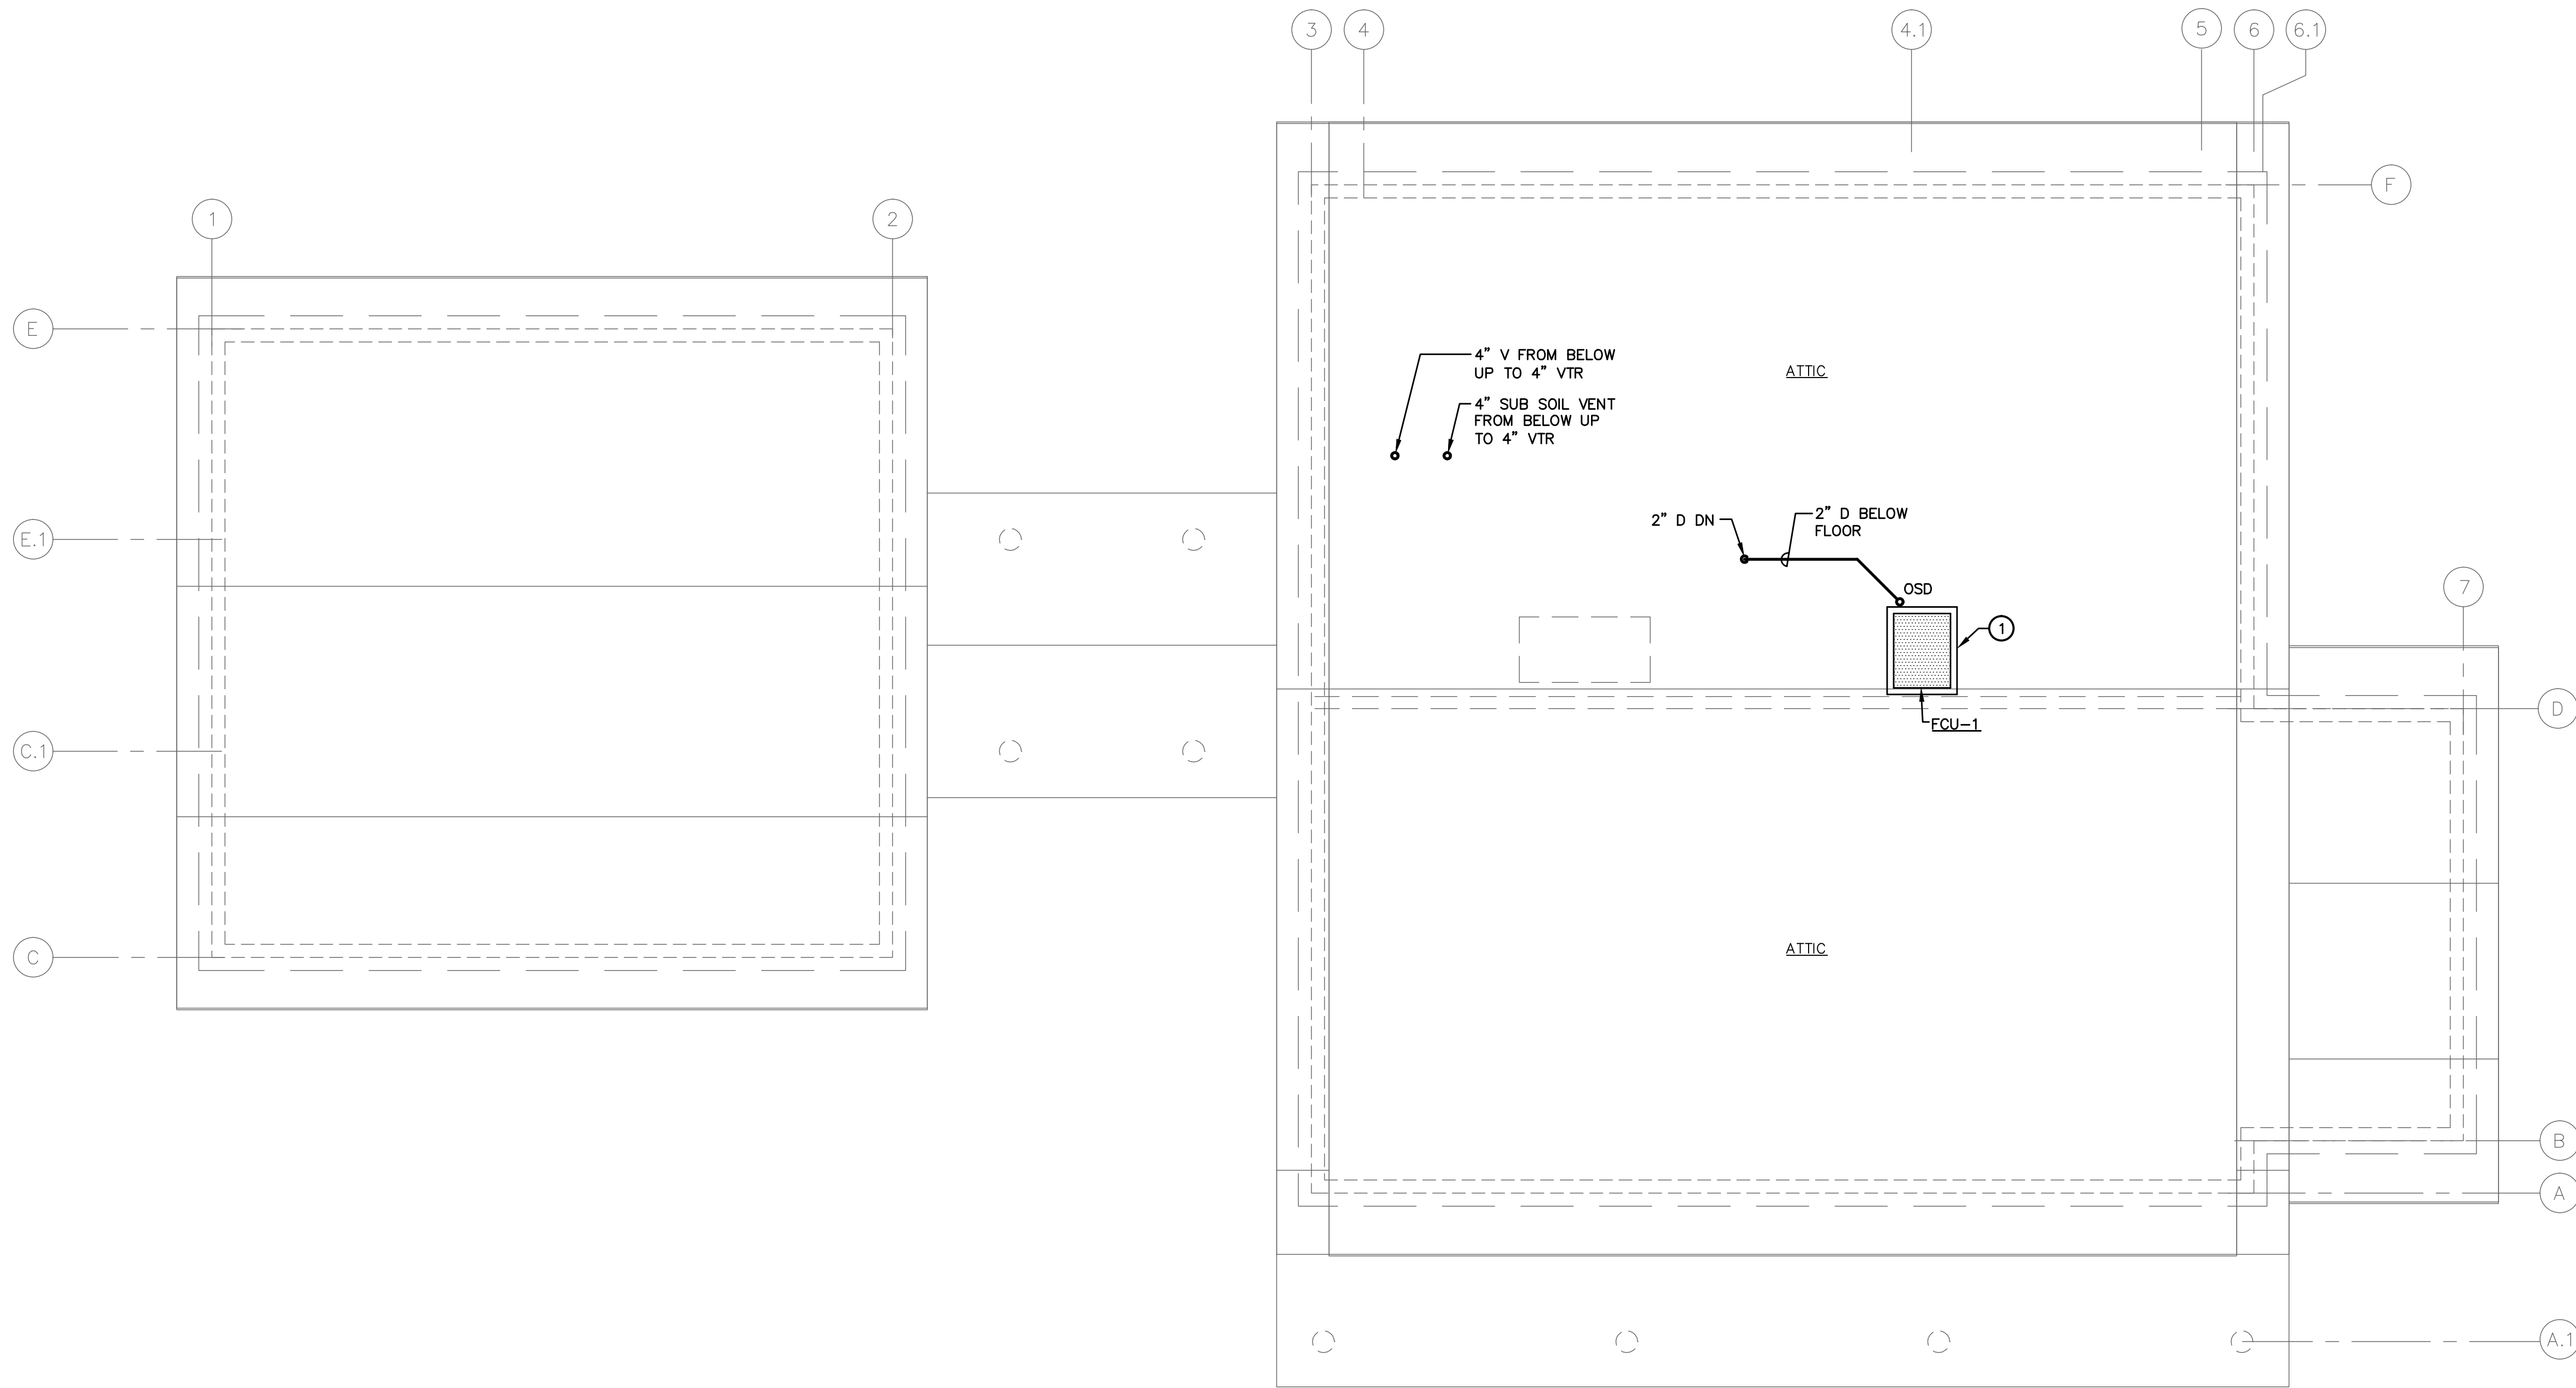 3
4
4.1
5
6
6.1
F
1
2
E
4" V FROM BELOW
UP TO 4" VTR
ATTIC
4" SUB SOIL VENT
FROM BELOW UP
TO 4" VTR
E.1
2" D DN
2" D BELOW
FLOOR
OSD
7
1
D
FCU-1
C.1
ATTIC
C
B
A
A.1